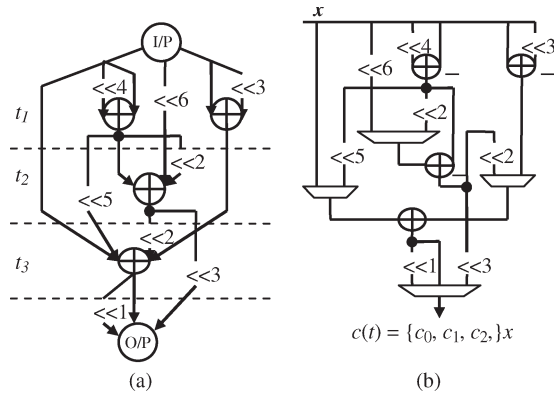 I/P
<<4
<<6
<<3
t1
<<2
t2
<<5
<<2
t3
<<3
<<1
O/P
(a)
x
<<4
<<3
<<6
<<2
<<5
<<2
<<1
<<3
c(t) = {c0, c1, c2,}x
(b)